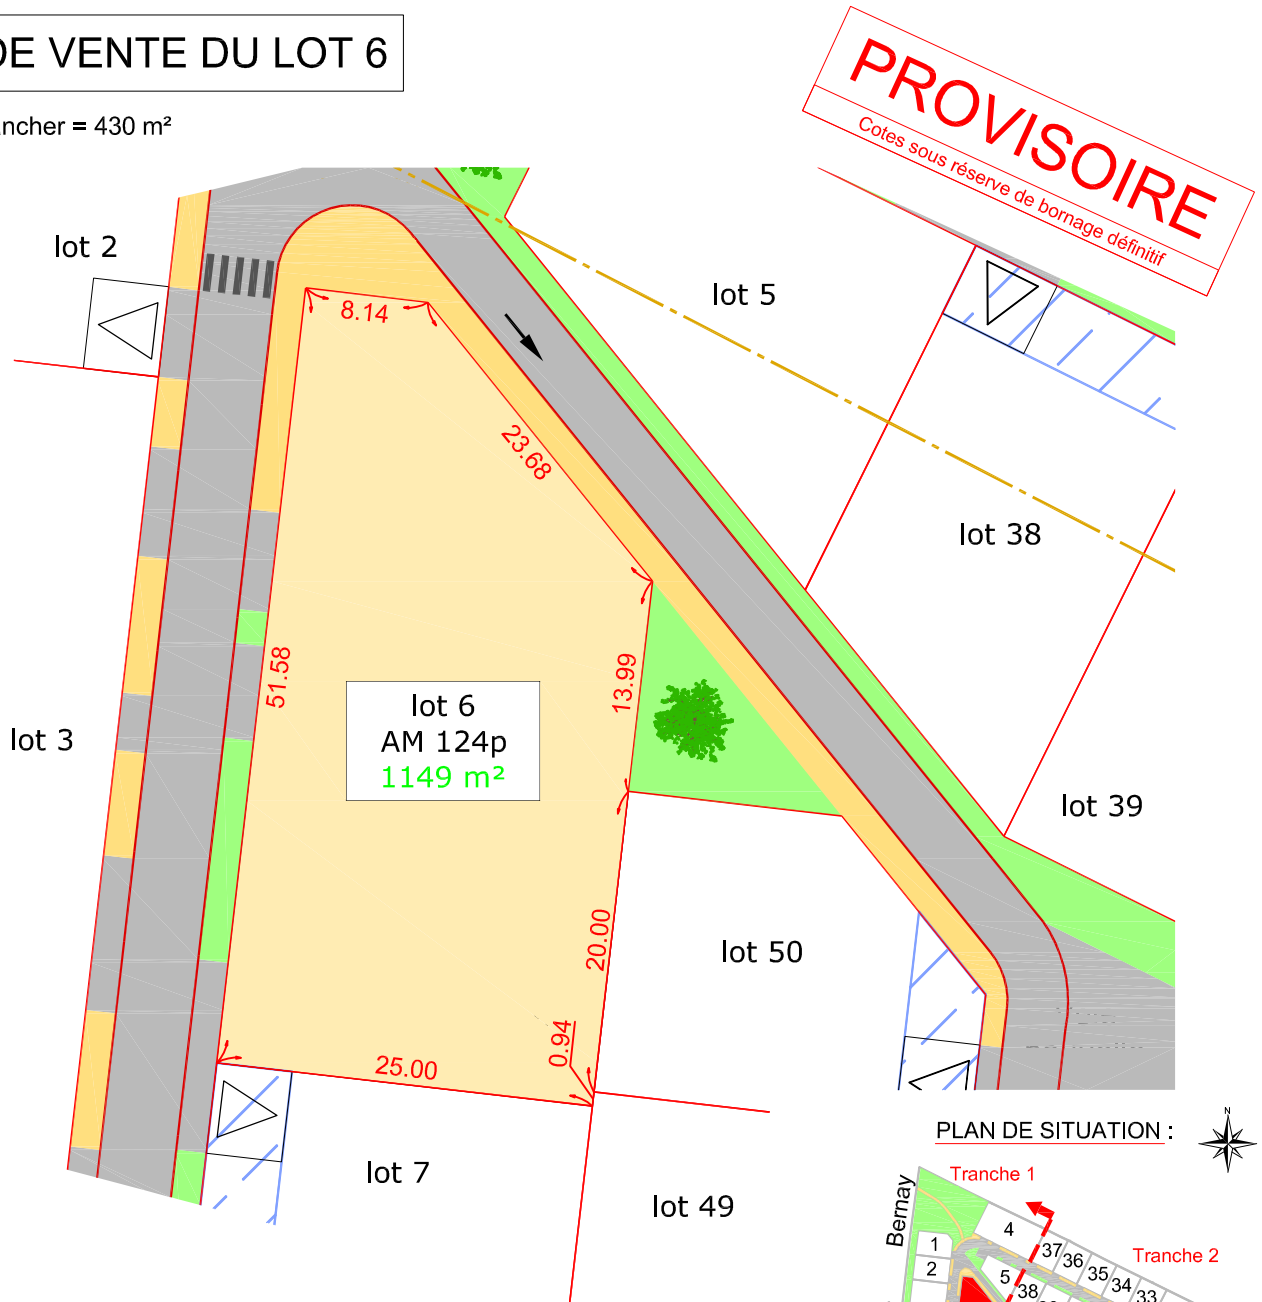 DE VENTE DU LOT 6
ncher = 430 m²
PROVISOIRE
Cotes sous réserve de bornage définitif
lot 2
lot 5
8.14
23.68
lot 38
51.58
13.99
lot 6
AM 124p
1149 m²
lot 3
lot 39
20.00
lot 50
0.94
25.00
lot 7
lot 49
PLAN DE SITUATION :
N
Tranche 1
Bernay
4
1
2
37
36
35
34
33
5
38
Tranche 2